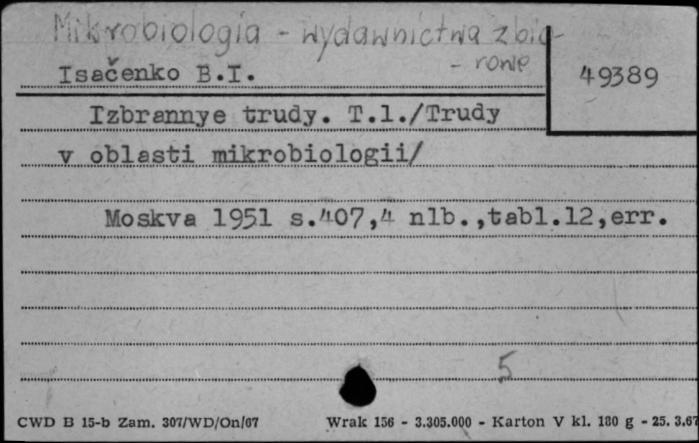 Mikrobiologia - wydawnictwa zbio-
- rowe
Isačenko B.I.
49389
Izbrannye trudy. T.1./Trudy
v oblasti mikrobiologii/
Moskva 1951 s.407,4 nlb.,tabl.12,err.
5
CWD B 15-b Zam. 307/WD/On/67 Wrak 156 - 3.305.000 - Karton V kl. 180 g - 25. 3.67